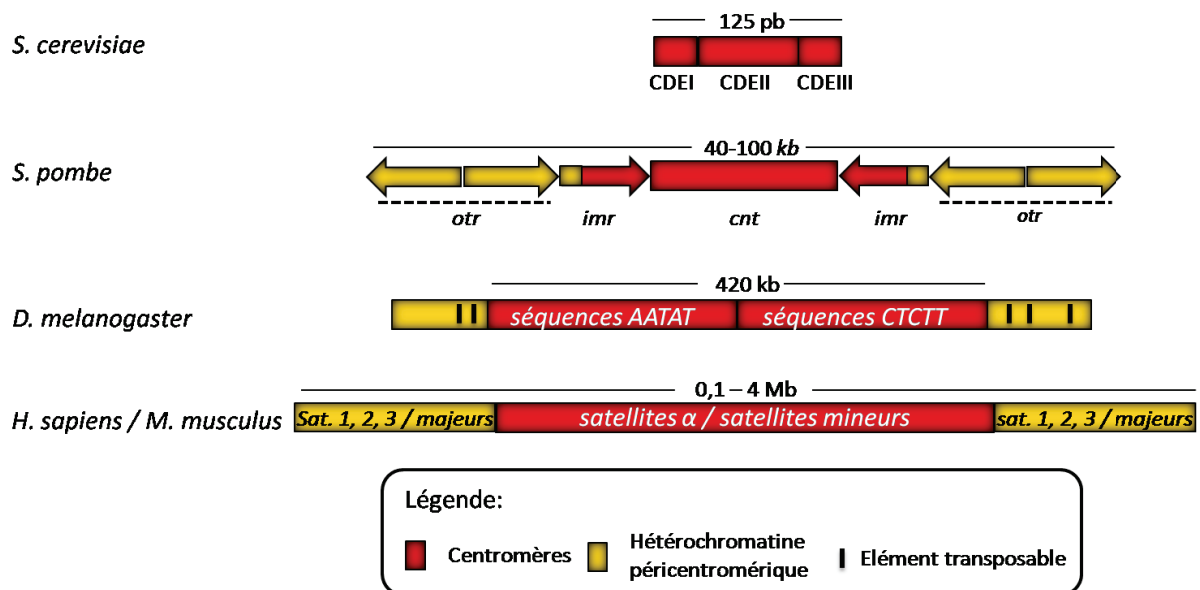 125 pb
S. cerevisiae
CDEI CDEII CDEIII
40-100 kb
S. pombe
otr imr cnt imr otr
420 kb
D. melanogaster
séquences AATAT séquences CTCTT
0,1 – 4 Mb
H. sapiens / M. musculus
Sat. 1, 2, 3 / majeurs satellites α / satellites mineurs sat. 1, 2, 3 / majeurs
Légende:
Centromères
Hétérochromatine
péricentromérique
Elément transposable